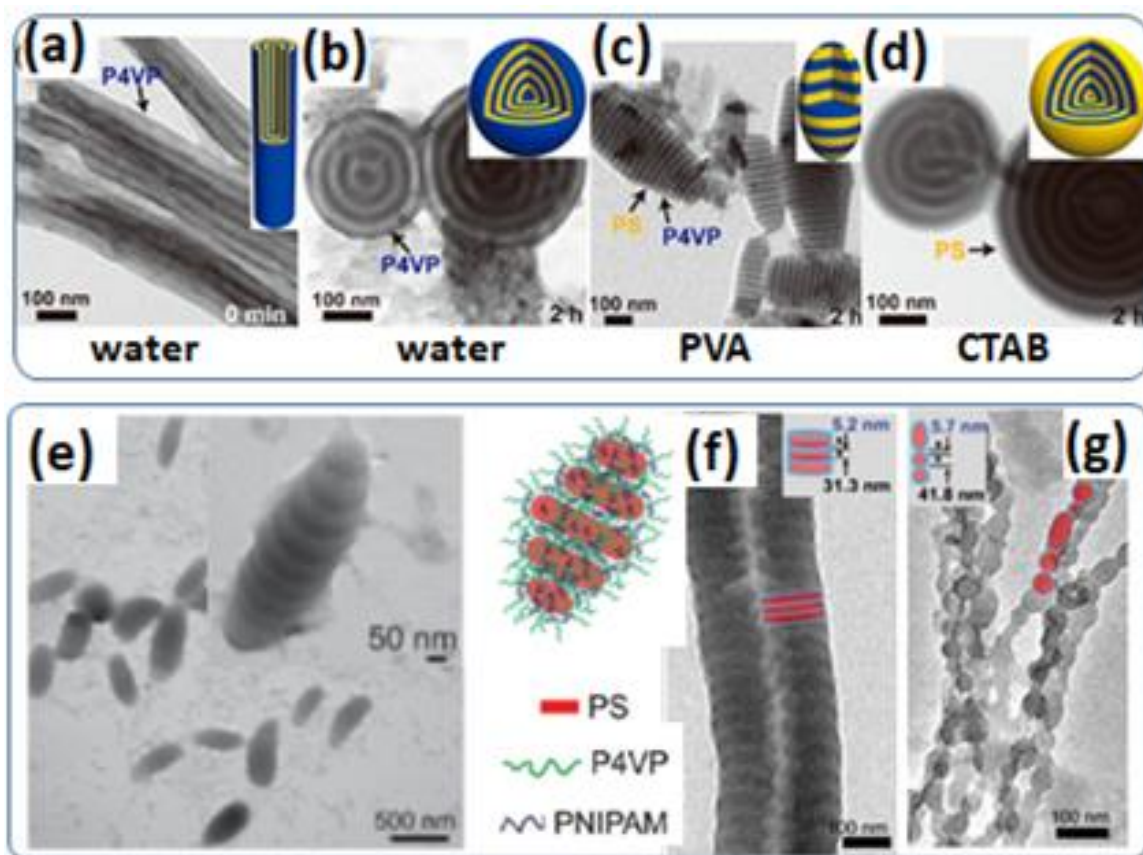 (a)
P4VP
100 nm
0 min
water
(b)
P4VP
100 nm
2 h
water
(c)
PS
P4VP
100 nm
2 h
PVA
(d)
PS
100 nm
2 h
CTAB
(e)
50 nm
500 nm
PS
P4VP
PNIPAM
(f)
5.2 nm
31.3 nm
100 nm
(g)
5.7 nm
41.8 nm
100 nm